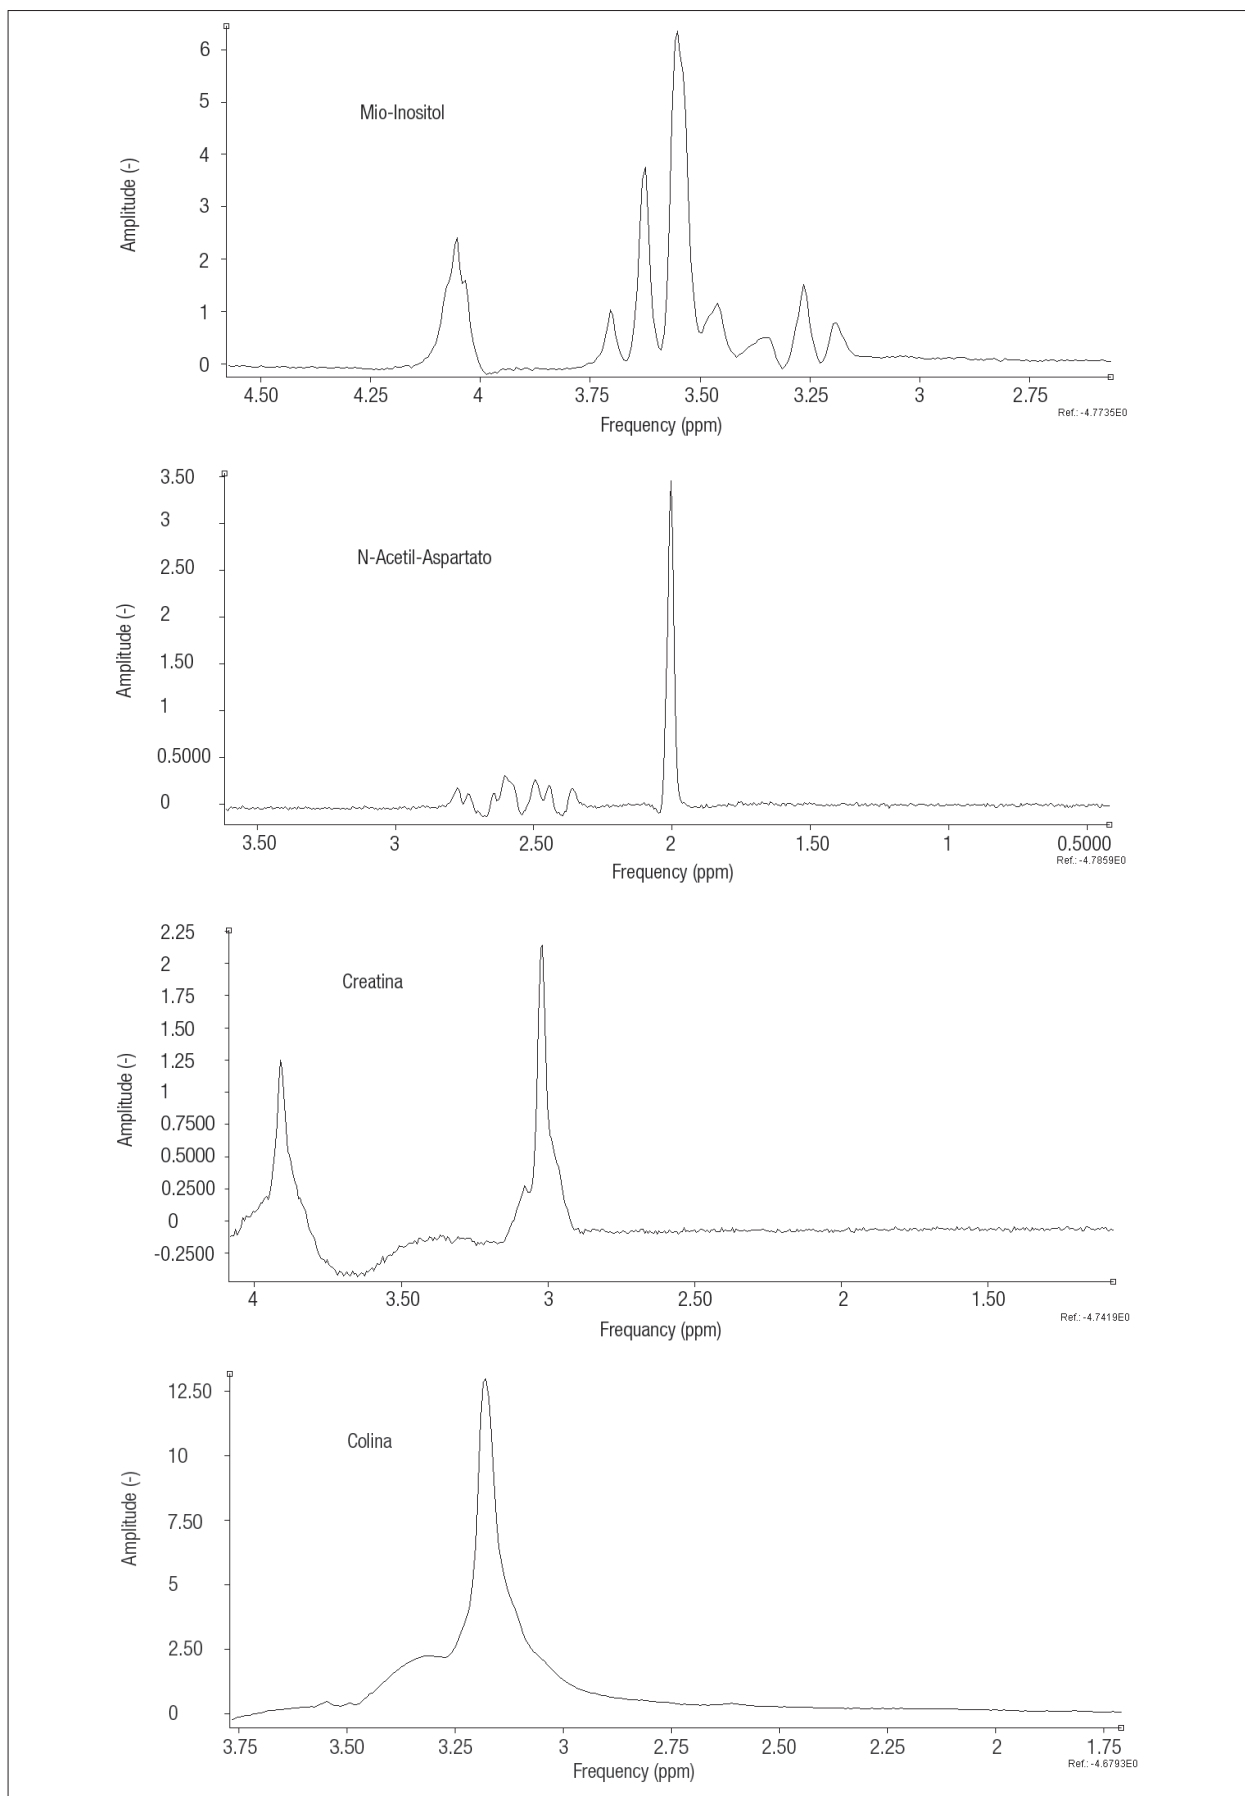 6
5
Mio-Inositol
4
Amplitude (-)
3
2
1
0
4.50 4.25 4 3.75 3.50 3.25 3 2.75
Ref.: -4.7735E0
Frequency (ppm)
3.50
3
N-Acetil-Aspartato
2.50
2
Amplitude (-)
1.50
1
0.5000
0
3.50 3 2.50 2 1.50 1 0.5000
Ref.: -4.7859E0
Frequency (ppm)
2.25
2
Creatina
1.75
1.50
1.25
Amplitude (-)
1
0.7500
0.5000
0.2500
0
-0.2500
4 3.50 3 2.50 2 1.50
Ref.: -4.7419E0
Frequancy (ppm)
12.50
Colina
10
Amplitude (-)
7.50
5
2.50
0
3.75 3.50 3.25 3 2.75 2.50 2.25 2 1.75
Ref.: -4.6793E0
Frequency (ppm)